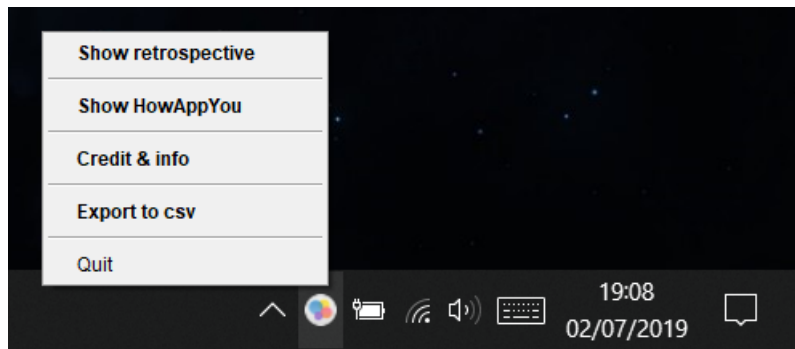 Show retrospective
Show HowAppYou
Credit & info
Export to csv
Quit
19:08
02/07/2019